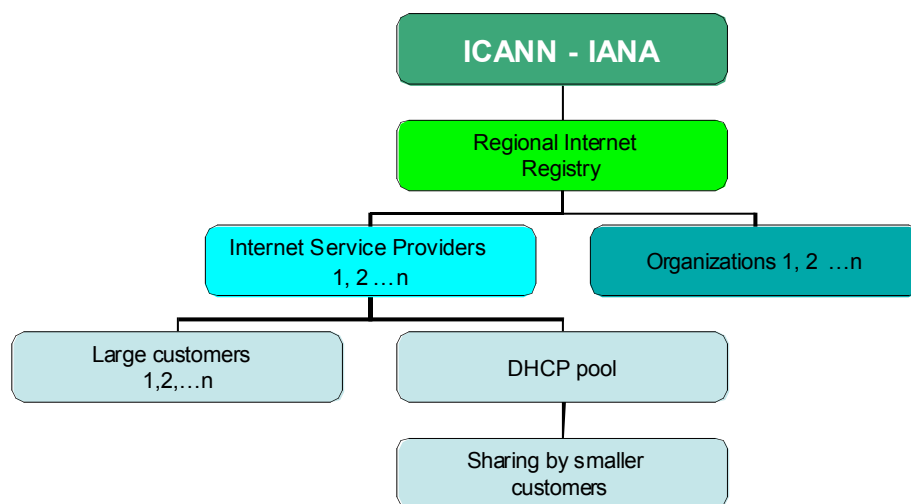 ICANN - IANA
Regional Internet
Registry
Internet Service Providers
1, 2 …n
Organizations 1, 2 …n
Large customers
1,2,…n
DHCP pool
Sharing by smaller
customers